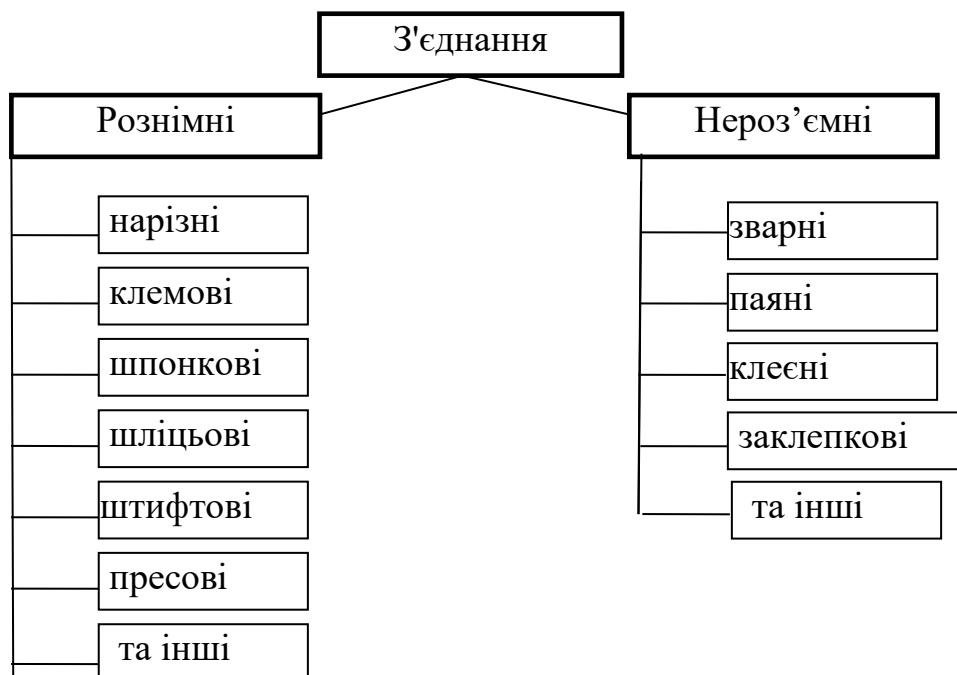 З'єднання
Рознімні
нарізні
клемові
шпонкові
шліцьові
штифтові
пресові
та інші
Нероз’ємні
зварні
паяні
клеєні
заклепкові
та інші